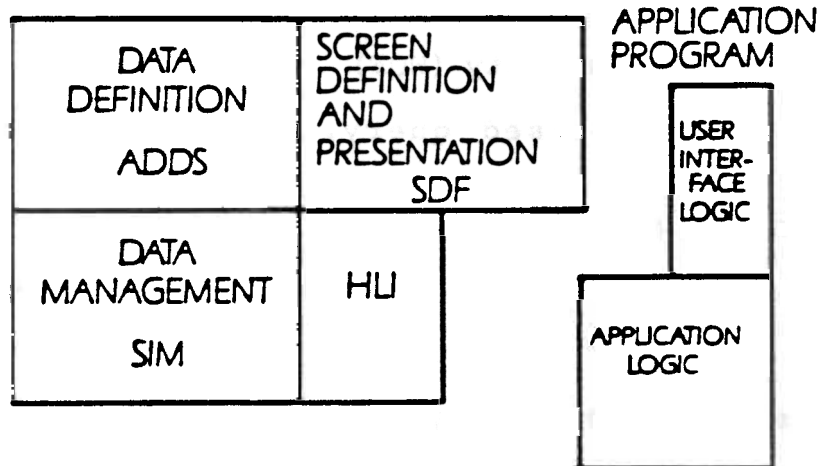 DATA
DEFINITION
ADDS
SCREEN
DEFINITION
AND
PRESENTATION
SDF
DATA
MANAGEMENT
SIM
HLI
APPLICATION
PROGRAM
USER
INTER-
FACE
LOGIC
APPLICATION
LOGIC